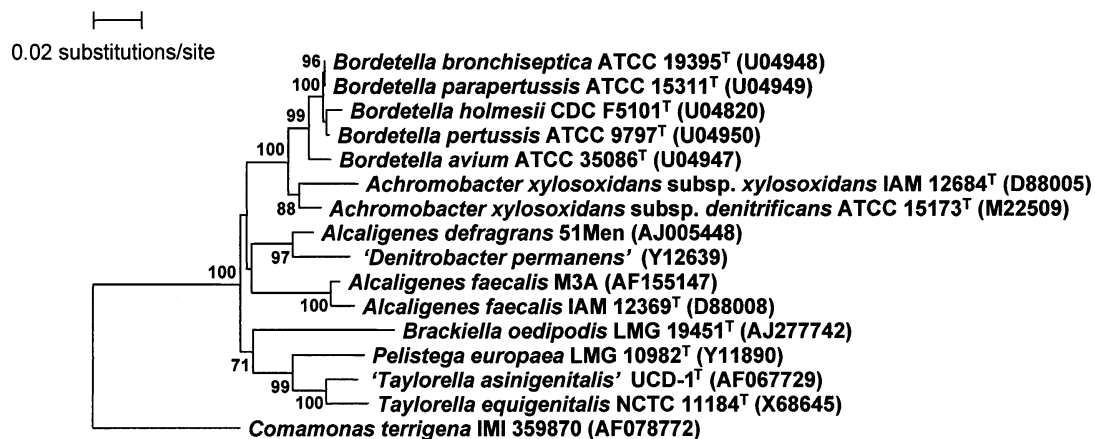 0.02 substitutions/site
96 Bordetella bronchiseptica ATCC 19395ᵀ (U04948)
100 Bordetella parapertussis ATCC 15311ᵀ (U04949)
Bordetella holmesii CDC F5101ᵀ (U04820)
99
Bordetella pertussis ATCC 9797ᵀ (U04950)
100
Bordetella avium ATCC 35086ᵀ (U04947)
Achromobacter xylosoxidans subsp. xylosoxidans IAM 12684ᵀ (D88005)
88
Achromobacter xylosoxidans subsp. denitrificans ATCC 15173ᵀ (M22509)
Alcaligenes defragrans 51Men (AJ005448)
97
‘Denitrobacter permanens’ (Y12639)
100
Alcaligenes faecalis M3A (AF155147)
100
Alcaligenes faecalis IAM 12369ᵀ (D88008)
Brackiella oedipodis LMG 19451ᵀ (AJ277742)
71
Pelistega europaea LMG 10982ᵀ (Y11890)
99
‘Taylorella asinigenitalis’ UCD-1ᵀ (AF067729)
100
Taylorella equigenitalis NCTC 11184ᵀ (X68645)
Comamonas terrigena IMI 359870 (AF078772)